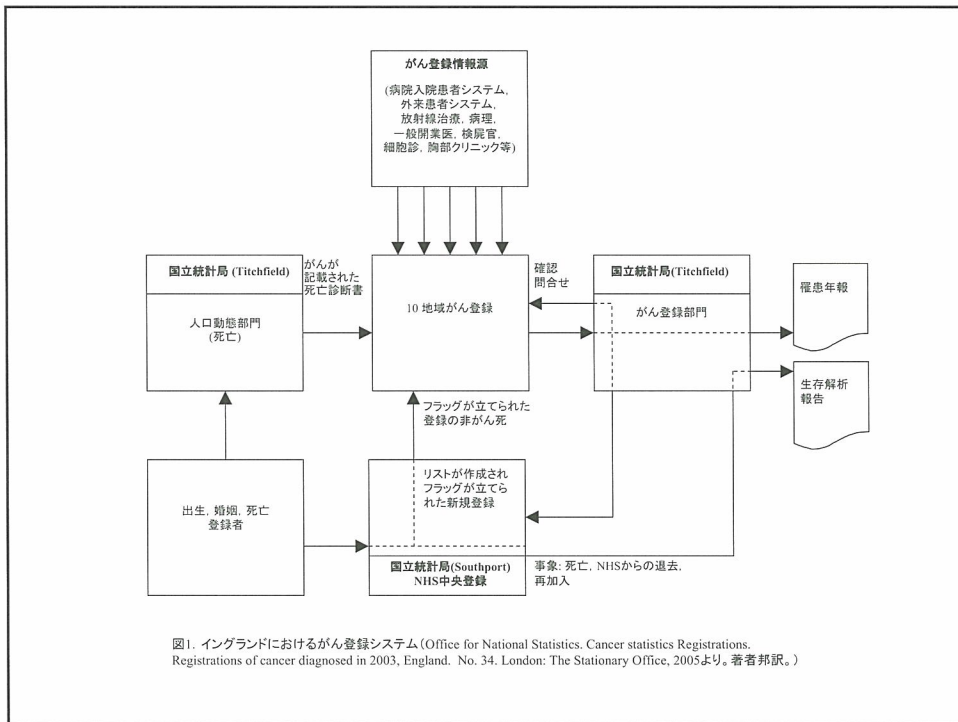 がん登録情報源
(病院入院患者システム,
外来患者システム,
放射線治療, 病理,
一般開業医, 検屍官,
細胞診, 胸部クリニック等)
国立統計局 (Titchfield)
人口動態部門
(死亡)
がんが
記載された
死亡診断書
10 地域がん登録
確認
問合せ
国立統計局(Titchfield)
がん登録部門
罹患年報
生存解析
報告
フラッグが立てられた
登録の非がん死
出生, 婚姻, 死亡
登録者
リストが作成され
フラッグが立てら
れた新規登録
国立統計局(Southport)
NHS中央登録
事象: 死亡, NHSからの退去,
再加入
図1. イングランドにおけるがん登録システム(Office for National Statistics. Cancer statistics Registrations.
Registrations of cancer diagnosed in 2003, England. No. 34. London: The Stationary Office, 2005より。著者邦訳。)